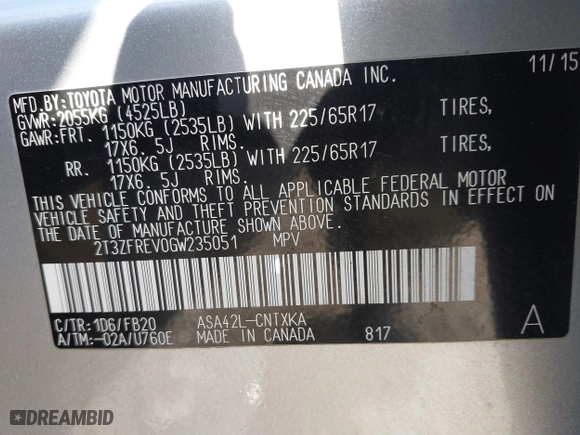 MFD.BY:TOYOTA MOTOR MANUFACTURING CANADA INC. 11/15
GVWR:2055KG (4525LB)
GAWR:FRT. 1150KG (2535LB) WITH 225/65R17 TIRES,
17X6.5J RIMS.
RR. 1150KG (2535LB) WITH 225/65R17 TIRES,
17X6.5J RIMS.
THIS VEHICLE CONFORMS TO ALL APPLICABLE FEDERAL MOTOR
VEHICLE SAFETY AND THEFT PREVENTION STANDARDS IN EFFECT ON
THE DATE OF MANUFACTURE SHOWN ABOVE.
2T3ZFREV0GW235051 MPV
C/TR:1D6/FB20 ASA42L-CNTXKA A
A/TM:-02A/U760E MADE IN CANADA 817
DREAMBID